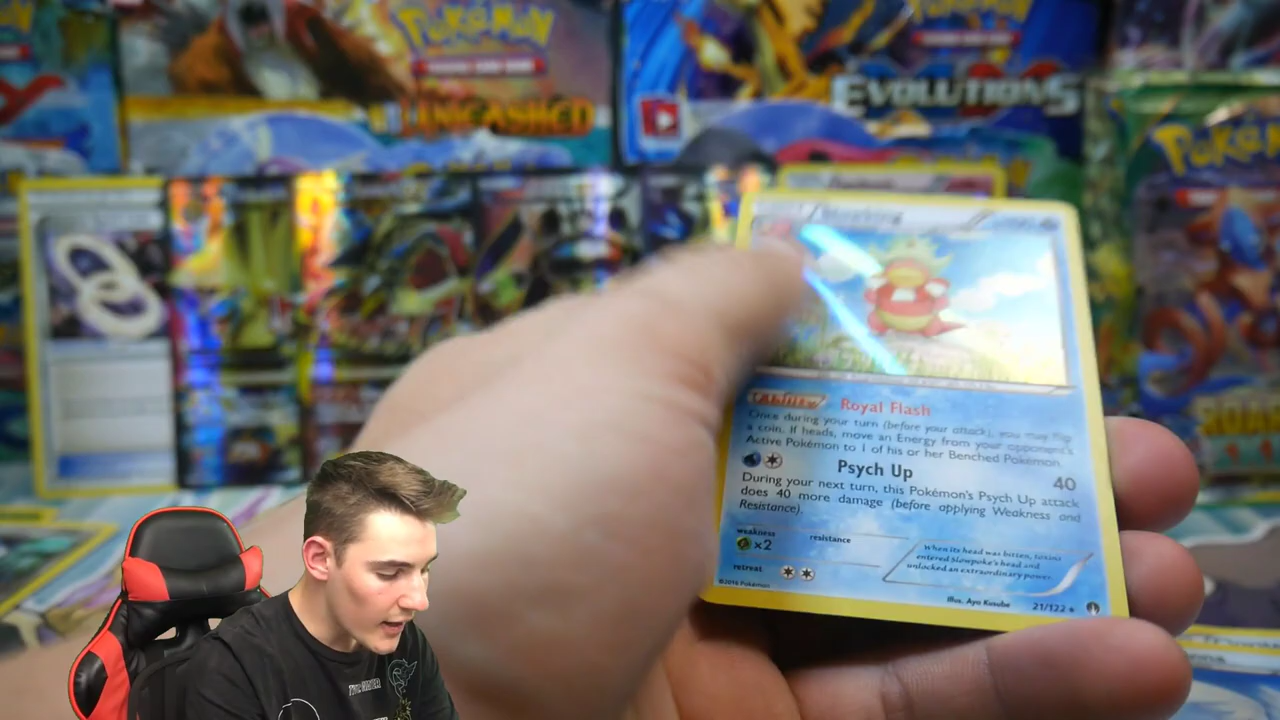 Pokémon
UNLEASHED
Pokémon
EVOLUTIONS
Pokémon
Slowking
Ability Royal Flash
Once during your turn (before your attack), you may flip
a coin. If heads, move an Energy from your opponent's
Active Pokémon to 1 of his or her Benched Pokémon.
Psych Up 40
During your next turn, this Pokémon's Psych Up attack
does 40 more damage (before applying Weakness and
Resistance).
weakness
×2
resistance
retreat
When its head was bitten, toxins
entered Slowpoke's head and
unlocked an extraordinary power.
©2016 Pokémon
Illus. Ayo Kusube
21/122